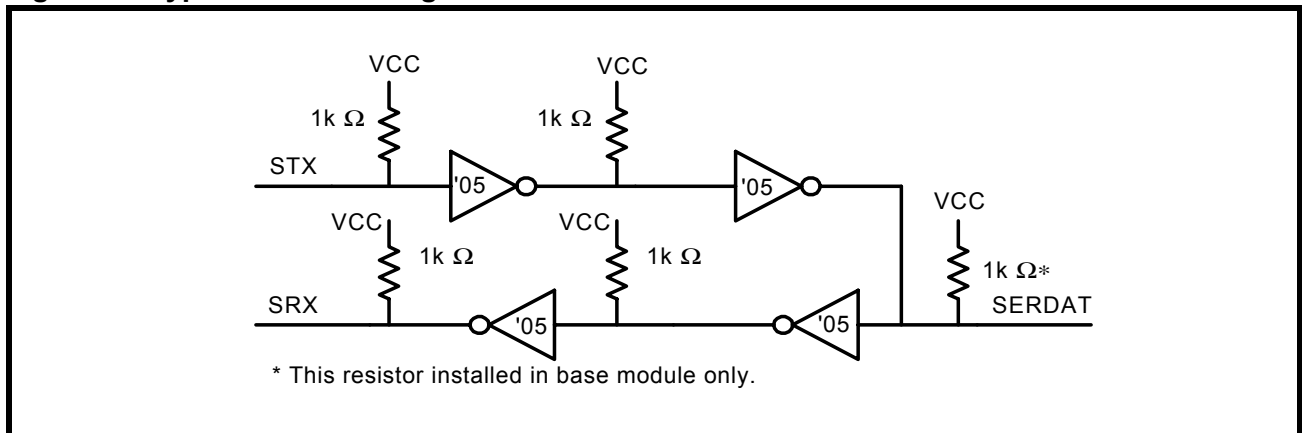 VCC
VCC
1k Ω
1k Ω
STX
'05
'05
VCC
VCC
VCC
1k Ω
1k Ω
1k Ω*
SRX
'05
'05
SERDAT
* This resistor installed in base module only.